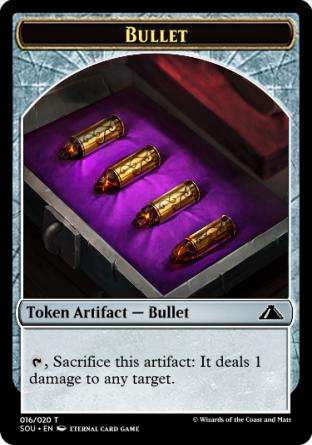 BULLET
Token Artifact — Bullet
, Sacrifice this artifact: It deals 1
damage to any target.
016/020 T
SOU • EN ETERNAL CARD GAME
© Wizards of the Coast and Matt